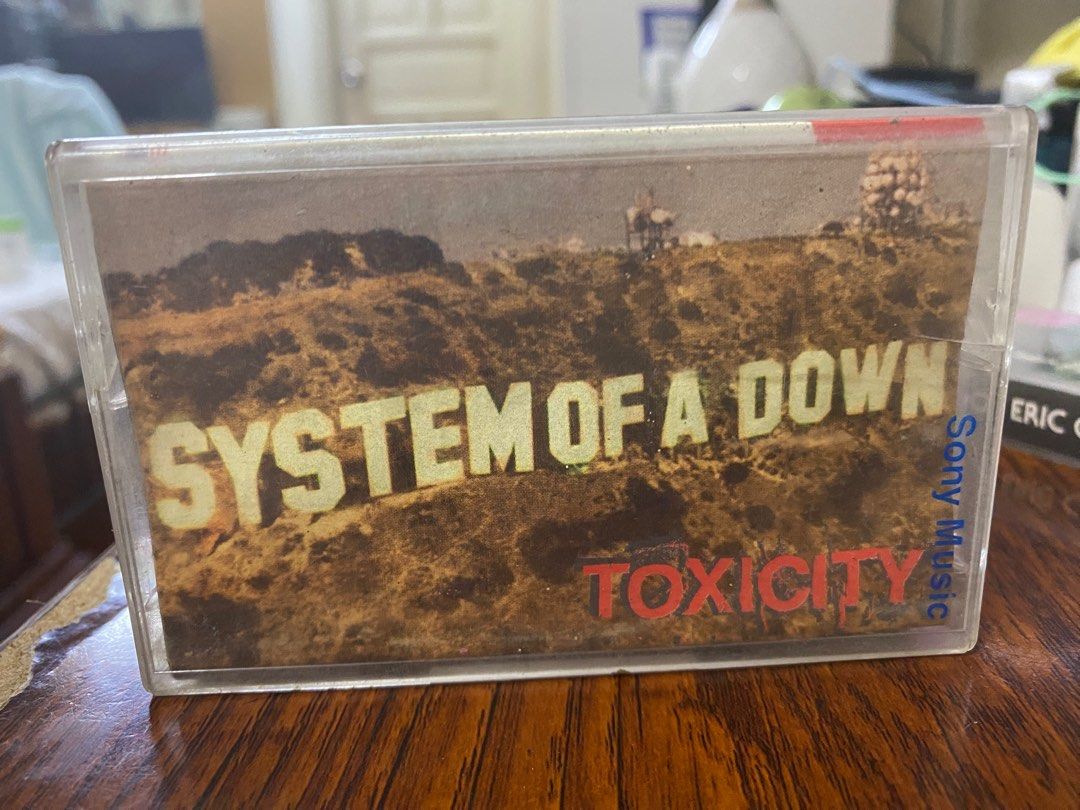 SYSTEM OF A DOWN
TOXICITY
Sony Music
ERIC